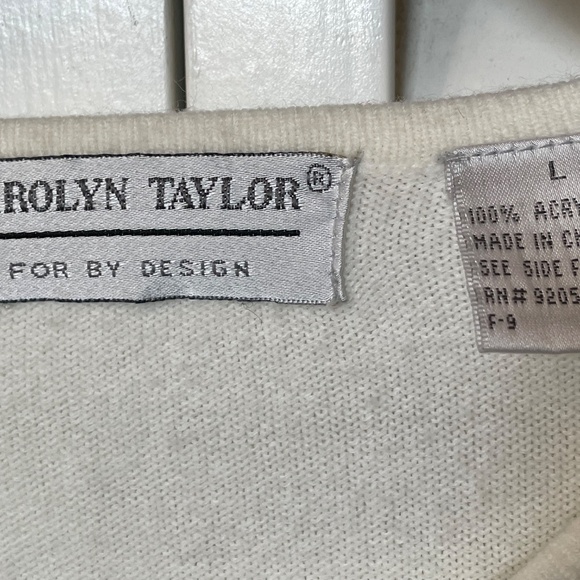 ROLYN TAYLOR®
FOR BY DESIGN
L
100% ACRY
MADE IN CH
SEE SIDE F
RN# 9205
F-9